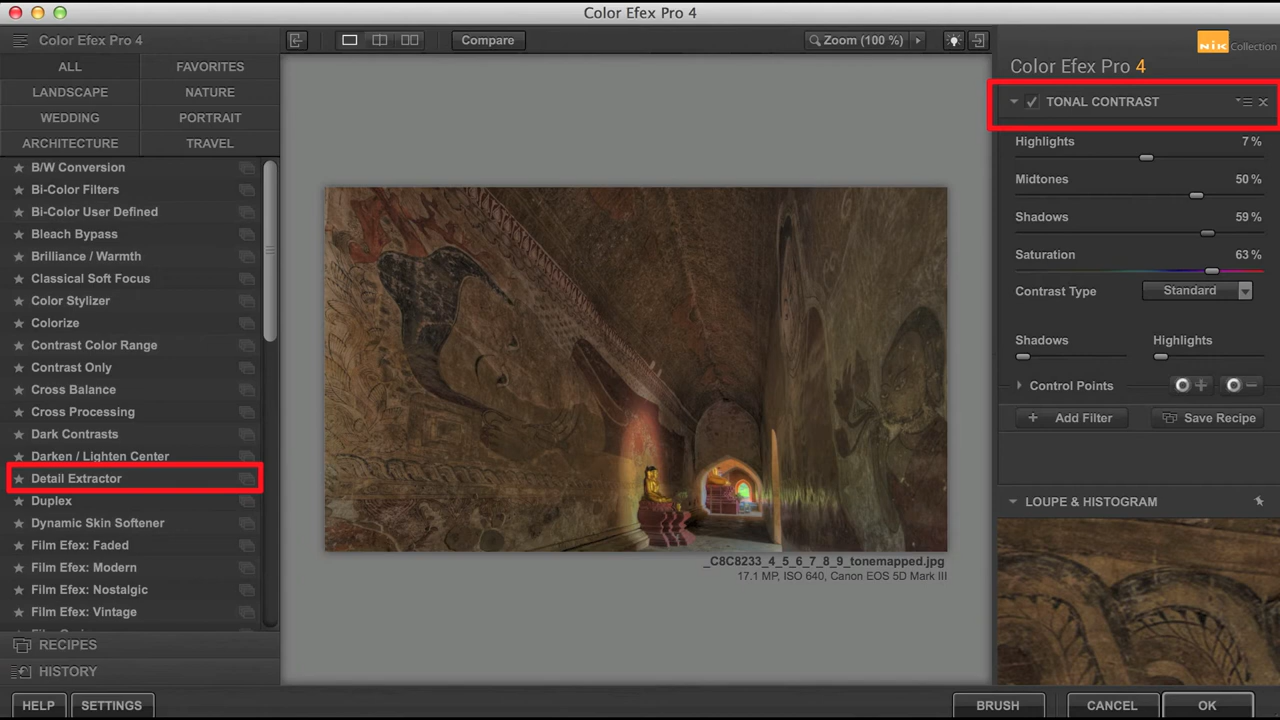 Color Efex Pro 4
Color Efex Pro 4
Compare
Zoom (100 %)
Nik Collection
ALL
FAVORITES
LANDSCAPE
NATURE
WEDDING
PORTRAIT
ARCHITECTURE
TRAVEL
B/W Conversion
Bi-Color Filters
Bi-Color User Defined
Bleach Bypass
Brilliance / Warmth
Classical Soft Focus
Color Stylizer
Colorize
Contrast Color Range
Contrast Only
Cross Balance
Cross Processing
Dark Contrasts
Darken / Lighten Center
Detail Extractor
Duplex
Dynamic Skin Softener
Film Efex: Faded
Film Efex: Modern
Film Efex: Nostalgic
Film Efex: Vintage
RECIPES
HISTORY
HELP
SETTINGS
_C8C8233_4_5_6_7_8_9_tonemapped.jpg
17.1 MP, ISO 640, Canon EOS 5D Mark III
Color Efex Pro 4
TONAL CONTRAST
Highlights 7 %
Midtones 50 %
Shadows 59 %
Saturation 63 %
Contrast Type Standard
Shadows Highlights
Control Points
Add Filter Save Recipe
LOUPE & HISTOGRAM
BRUSH
CANCEL
OK